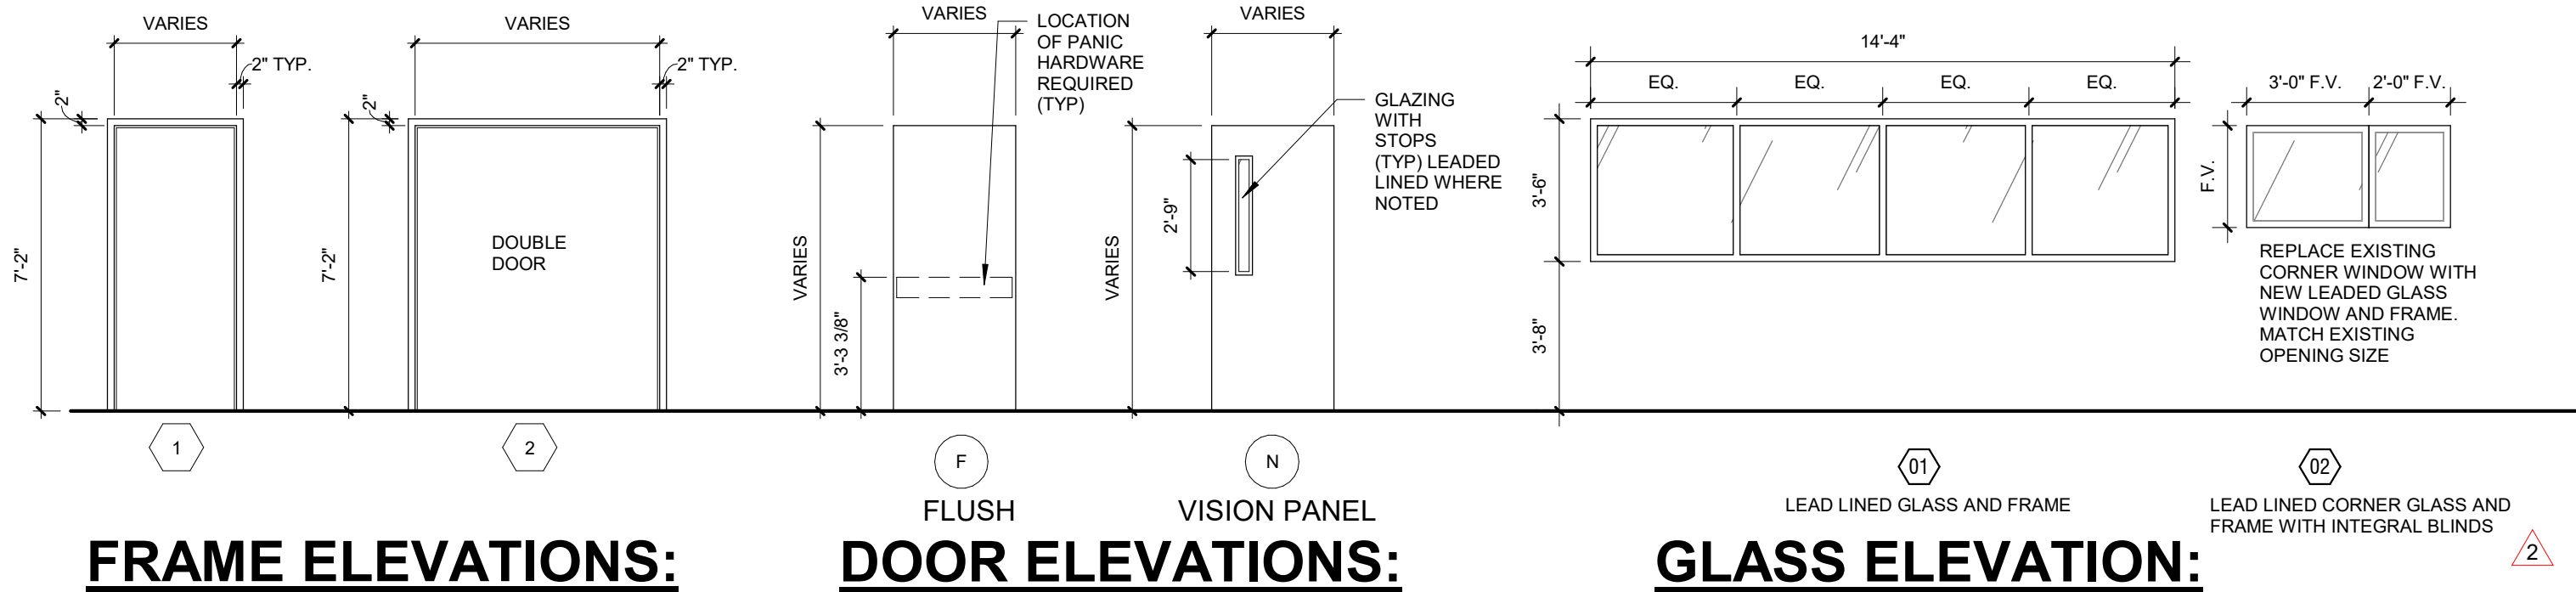 VARIES
2" TYP.
2"
7'-2"
1
VARIES
2" TYP.
2"
7'-2"
DOUBLE
DOOR
2
FRAME ELEVATIONS:
VARIES
LOCATION
OF PANIC
HARDWARE
REQUIRED
(TYP)
VARIES
3'-3 3/8"
F
FLUSH
VARIES
GLAZING
WITH
STOPS
(TYP) LEADED
LINED WHERE
NOTED
2'-9"
VARIES
N
VISION PANEL
DOOR ELEVATIONS:
14'-4"
EQ.
EQ.
EQ.
EQ.
3'-6"
3'-8"
01
LEAD LINED GLASS AND FRAME
3'-0" F.V.
2'-0" F.V.
F.V.
REPLACE EXISTING
CORNER WINDOW WITH
NEW LEADED GLASS
WINDOW AND FRAME.
MATCH EXISTING
OPENING SIZE
02
LEAD LINED CORNER GLASS AND
FRAME WITH INTEGRAL BLINDS
2
GLASS ELEVATION: